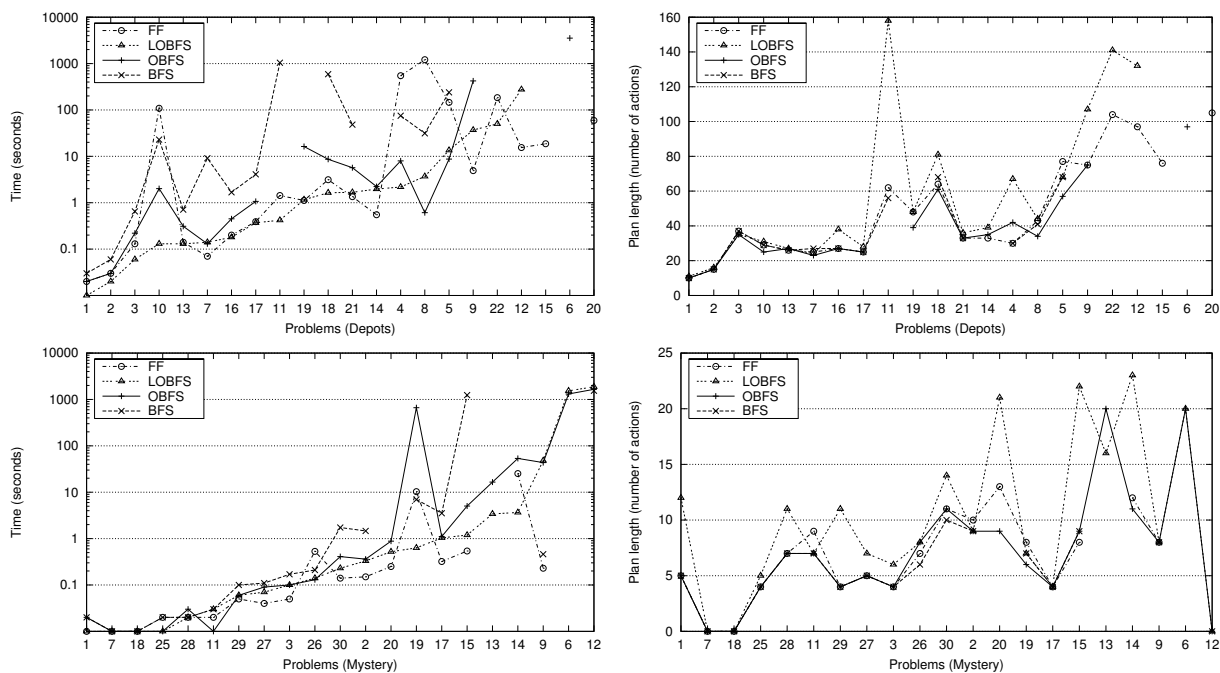 10000
1000
100
10
1
0.1
Time (seconds)
FF
LOBFS
OBFS
BFS
1 2 3 10 13 7 16 17 11 19 18 21 14 4 8 5 9 22 12 15 6 20
Problems (Depots)
160
140
120
100
80
60
40
20
0
Plan length (number of actions)
FF
LOBFS
OBFS
BFS
1 2 3 10 13 7 16 17 11 19 18 21 14 4 8 5 9 22 12 15 6 20
Problems (Depots)
10000
1000
100
10
1
0.1
Time (seconds)
FF
LOBFS
OBFS
BFS
1 7 18 25 28 11 29 27 3 26 30 2 20 19 17 15 13 14 9 6 12
Problems (Mystery)
25
20
15
10
5
0
Plan length (number of actions)
FF
LOBFS
OBFS
BFS
1 7 18 25 28 11 29 27 3 26 30 2 20 19 17 15 13 14 9 6 12
Problems (Mystery)